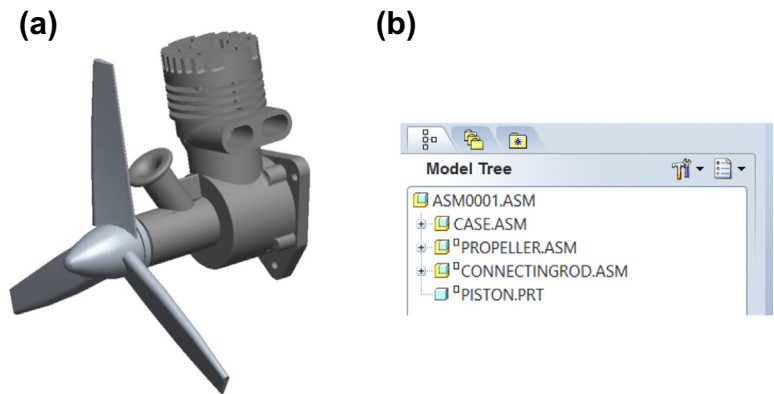 (a)
(b)
Model Tree
ASM0001.ASM
CASE.ASM
PROPELLER.ASM
CONNECTINGROD.ASM
PISTON.PRT